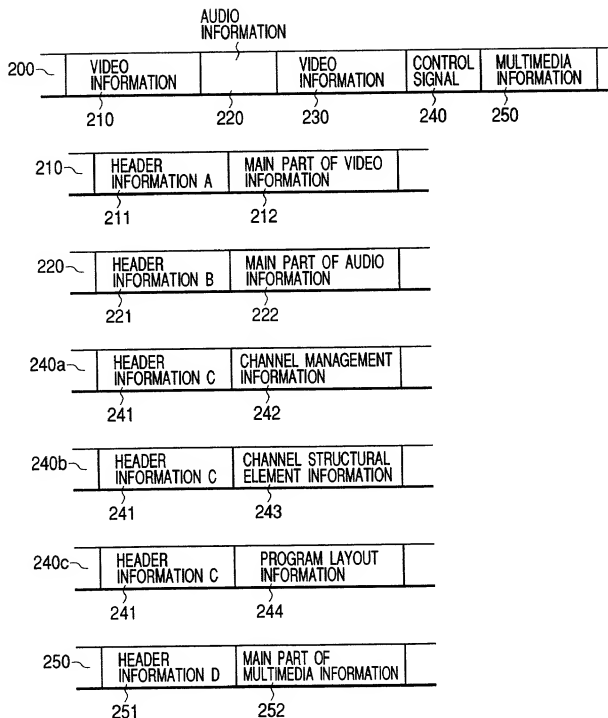 AUDIO
INFORMATION
200
VIDEO
INFORMATION
VIDEO
INFORMATION
CONTROL
SIGNAL
MULTIMEDIA
INFORMATION
210
220
230
240
250
210
HEADER
INFORMATION A
MAIN PART OF VIDEO
INFORMATION
211
212
220
HEADER
INFORMATION B
MAIN PART OF AUDIO
INFORMATION
221
222
240a
HEADER
INFORMATION C
CHANNEL MANAGEMENT
INFORMATION
241
242
240b
HEADER
INFORMATION C
CHANNEL STRUCTURAL
ELEMENT INFORMATION
241
243
240c
HEADER
INFORMATION C
PROGRAM LAYOUT
INFORMATION
241
244
250
HEADER
INFORMATION D
MAIN PART OF
MULTIMEDIA INFORMATION
251
252